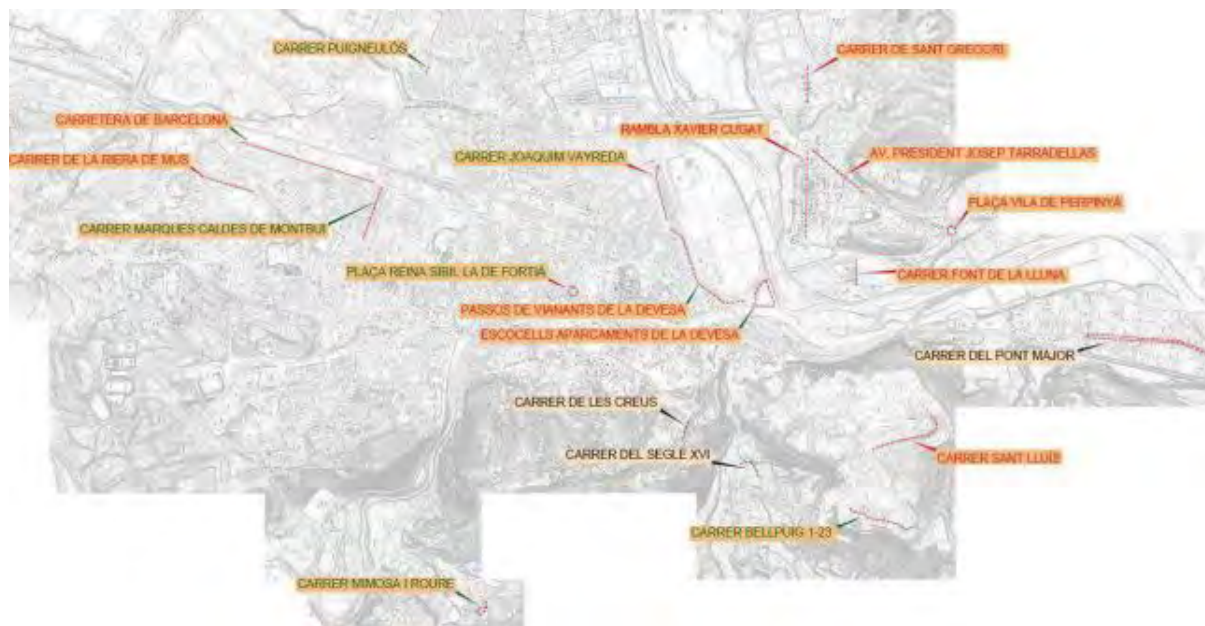 CARRER PUIGNEULÓS
CARRER DE SANT GREGORI
CARRETERA DE BARCELONA
RAMBLA XAVIER CUGAT
CARRER DE LA RIERA DE MUS
CARRER JOAQUIM VAYREDA
AV. PRESIDENT JOSEP TARRADELLAS
PLAÇA VILA DE PERPINYÀ
CARRER MARQUES CALDES DE MONTBUI
PLAÇA REINA SIBIL.LA DE FORTIÀ
CARRER FONT DE LA LLUNA
PASSOS DE VIANANTS DE LA DEVESA
ESCOCELLS APARCAMENTS DE LA DEVESA
CARRER DEL PONT MAJOR
CARRER DE LES CREUS
CARRER DEL SEGLE XVI
CARRER SANT LLUÍS
CARRER BELLPUIG 1-23
CARRER MIMOSA I ROURE